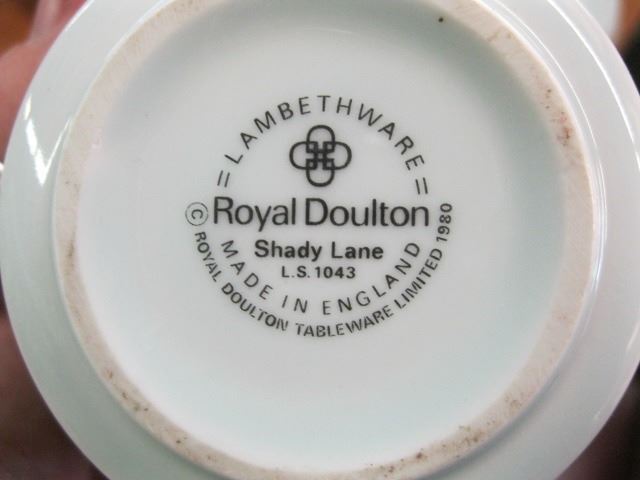 =LAMBETHWARE=
Royal Doulton
Shady Lane
L.S. 1043
MADE IN ENGLAND
© ROYAL DOULTON TABLEWARE LIMITED 1980